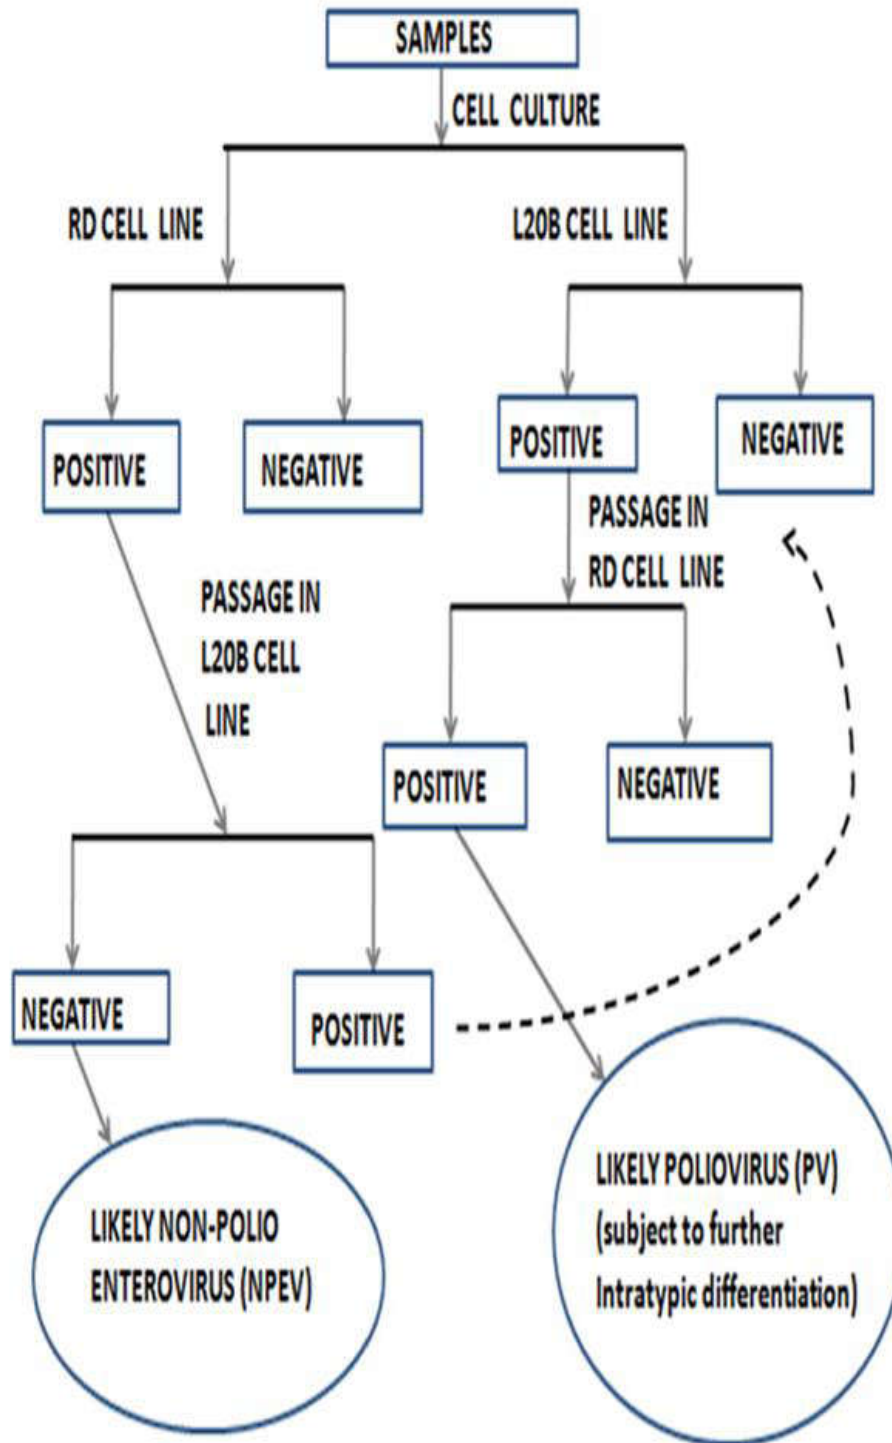 SAMPLES
CELL CULTURE
RD CELL LINE
L20B CELL LINE
POSITIVE
NEGATIVE
POSITIVE
NEGATIVE
PASSAGE IN
RD CELL LINE
PASSAGE IN
L20B CELL
LINE
POSITIVE
NEGATIVE
NEGATIVE
POSITIVE
LIKELY NON-POLIO
ENTEROVIRUS (NPEV)
LIKELY POLIOVIRUS (PV)
(subject to further
Intratypic differentiation)